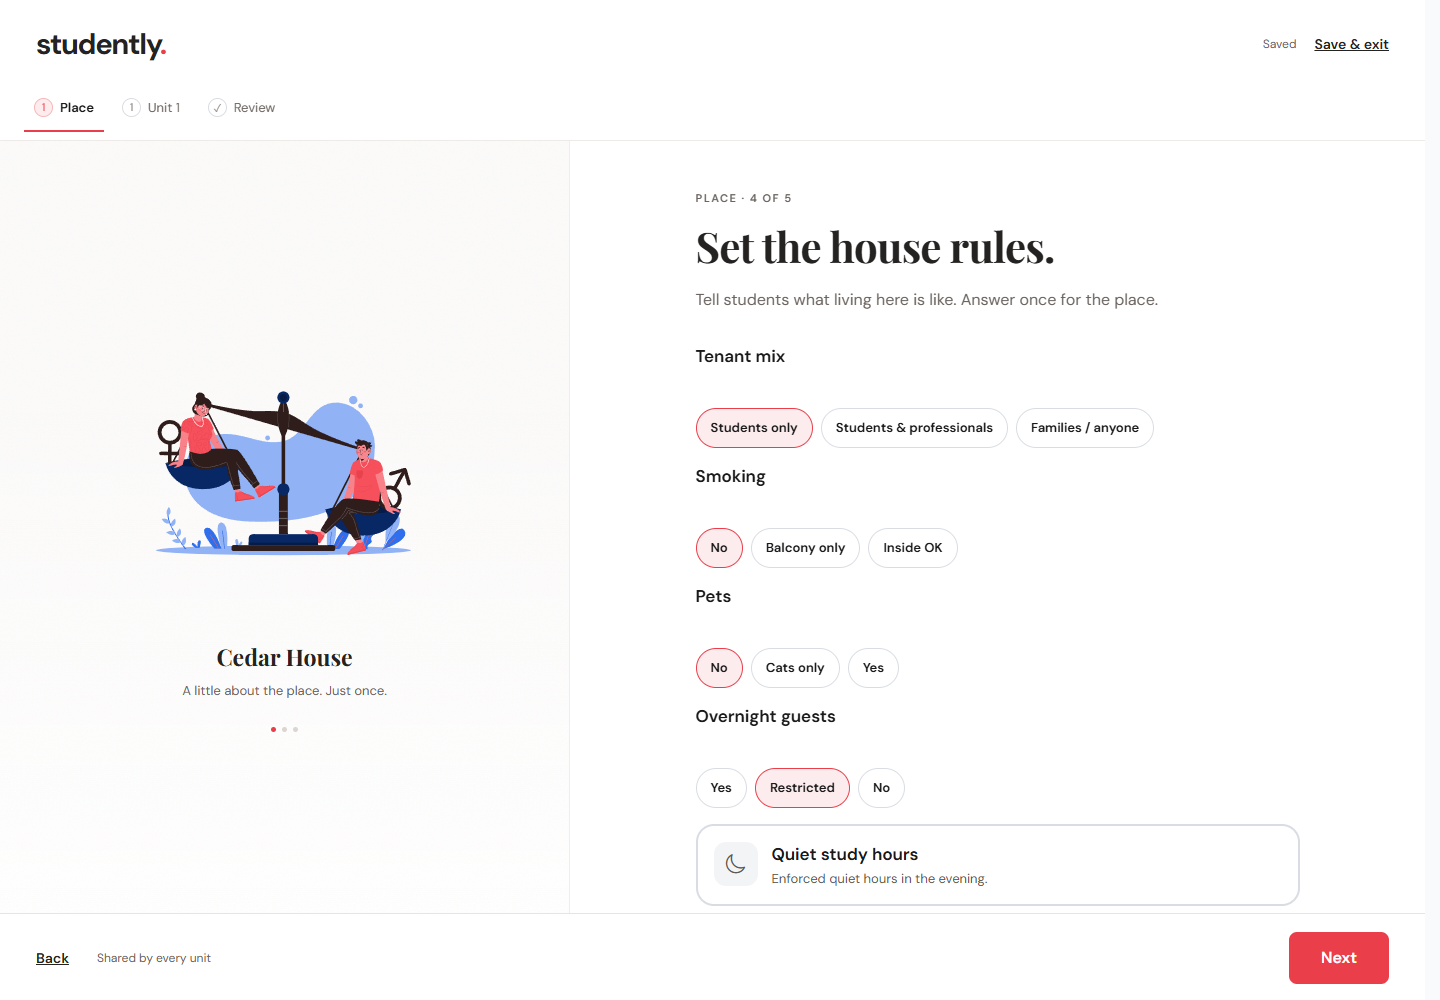 studently.
Saved
Save & exit
1 Place
1 Unit 1
✓ Review
PLACE · 4 OF 5
Set the house rules.
Tell students what living here is like. Answer once for the place.
Tenant mix
Students only
Students & professionals
Families / anyone
Smoking
No
Balcony only
Inside OK
Pets
No
Cats only
Yes
Overnight guests
Yes
Restricted
No
Quiet study hours
Enforced quiet hours in the evening.
Cedar House
A little about the place. Just once.
Back
Shared by every unit
Next